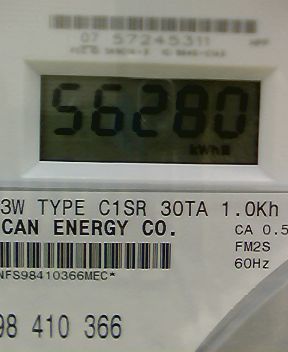 07 57245311
56280
kWh
3W TYPE C1SR 30TA 1.0Kh
CAN ENERGY CO.
CA 0.5
FM2S
60Hz
NFS98410366MEC*
98 410 366